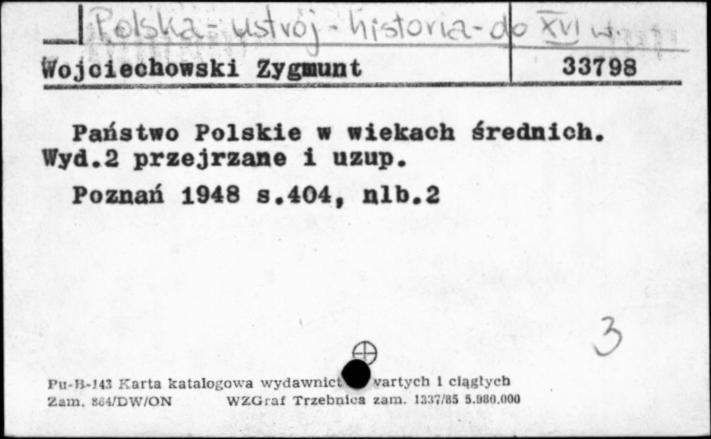 Polska - ustrój - historia - do XVI w.
Wojciechowski Zygmunt 33798
Państwo Polskie w wiekach średnich.
Wyd.2 przejrzane i uzup.
Poznań 1948 s.404, nlb.2
3
Pu-B-143 Karta katalogowa wydawnict wartych i ciągłych
Zam. 864/DW/ON WZGraf Trzebnica zam. 1337/85 5.980.000